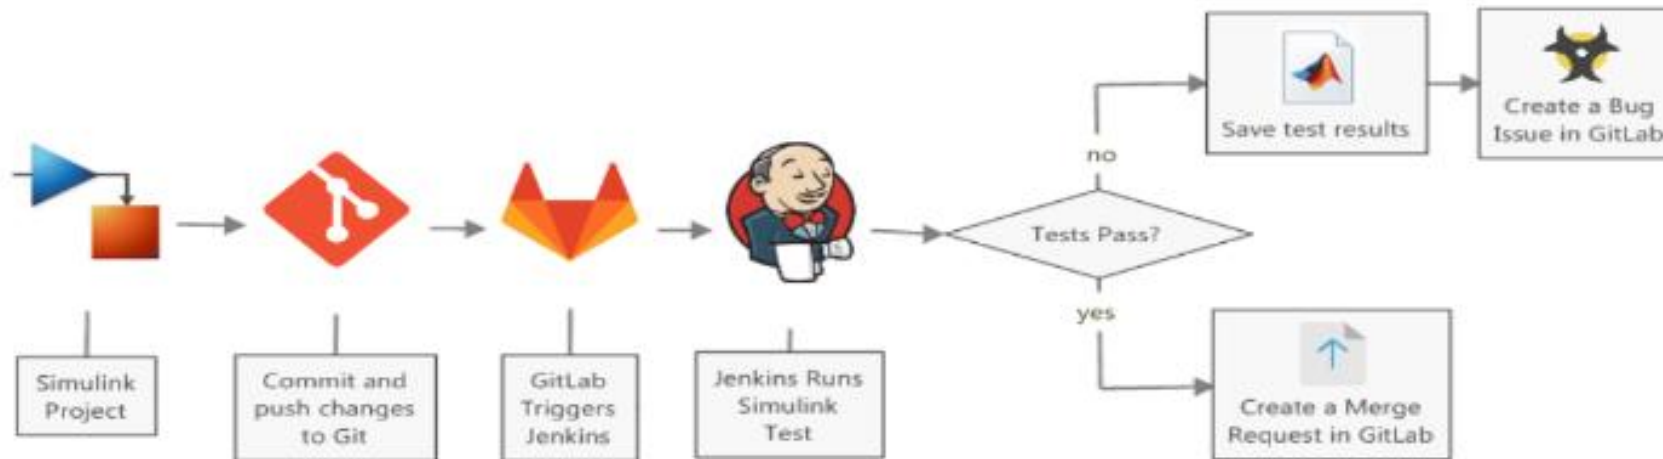 Simulink
Project
Commit and
push changes
to Git
GitLab
Triggers
Jenkins
Jenkins Runs
Simulink
Test
Tests Pass?
no
Save test results
Create a Bug
Issue in GitLab
yes
Create a Merge
Request in GitLab